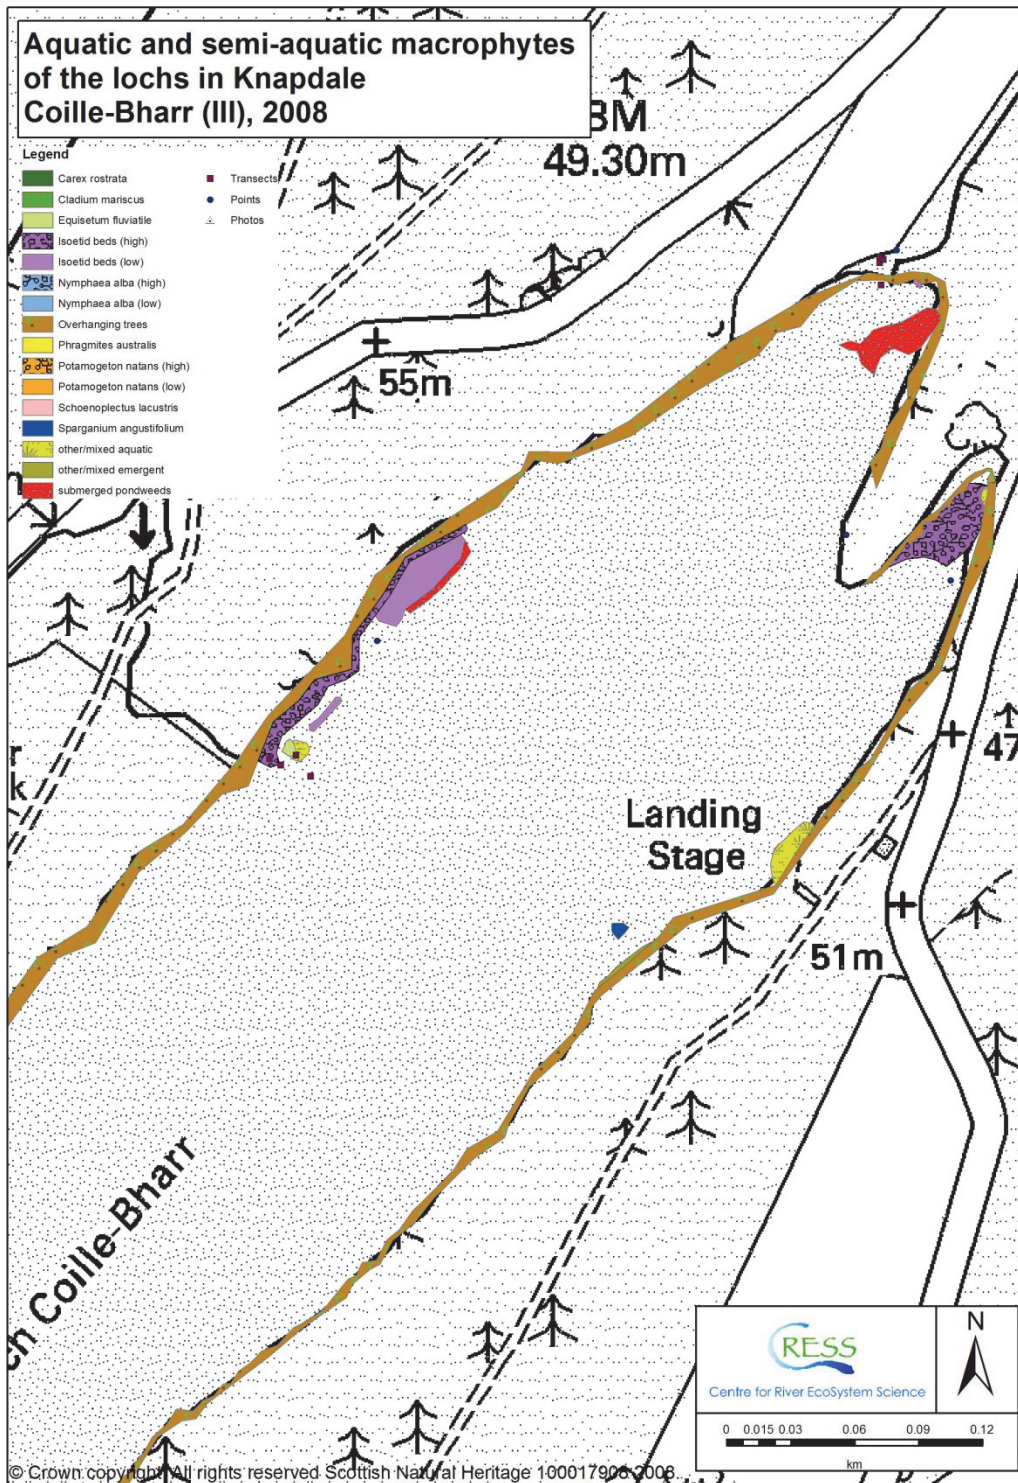 Aquatic and semi-aquatic macrophytes
of the lochs in Knapdale
Coille-Bharr (III), 2008
Legend
Carex rostrata
Cladium mariscus
Equisetum fluviatile
Isoetid beds (high)
Isoetid beds (low)
Nymphaea alba (high)
Nymphaea alba (low)
Overhanging trees
Phragmites australis
Potamogeton natans (high)
Potamogeton natans (low)
Schoenoplectus lacustris
Sparganium angustifolium
other/mixed aquatic
other/mixed emergent
submerged pondweeds
Transects
Points
Photos
BM
49.30m
55m
r
k
47
Landing
Stage
51m
ch Coille-Bharr
RESS
Centre for River EcoSystem Science
N
0 0.015 0.03 0.06 0.09 0.12
km
© Crown copyright. All rights reserved Scottish Natural Heritage 100017908 2008